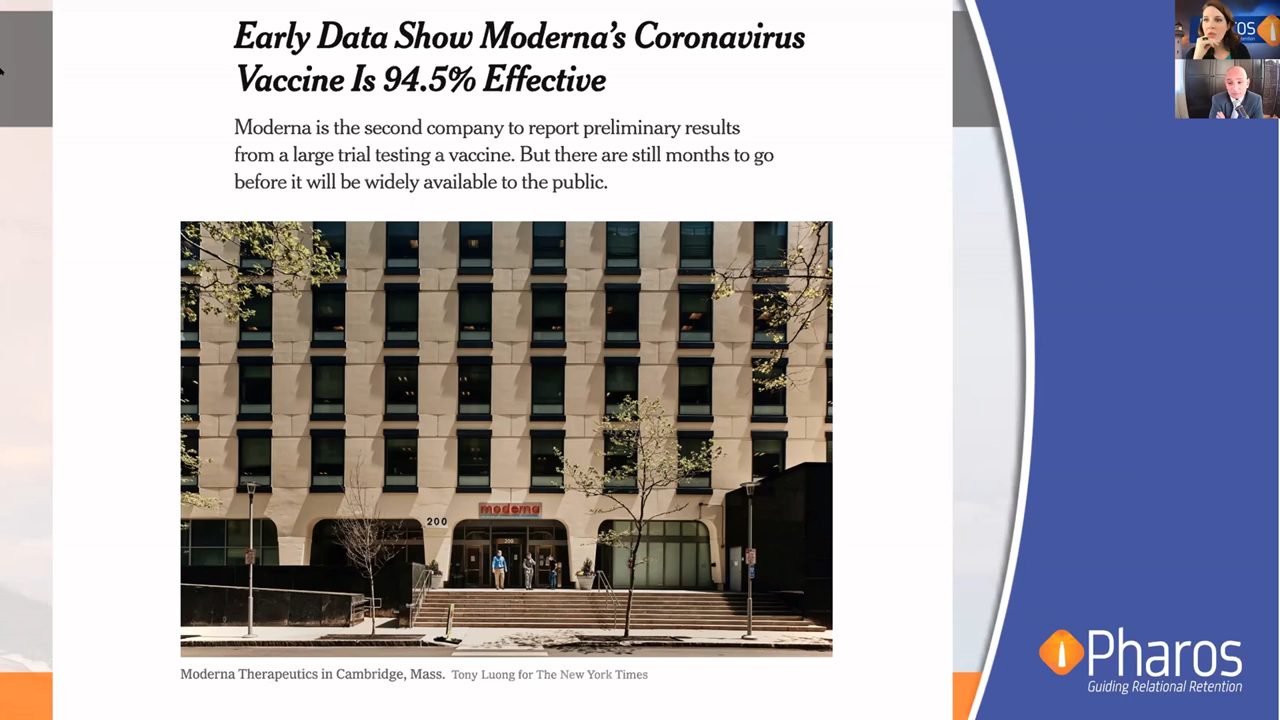 Early Data Show Moderna's Coronavirus
Vaccine Is 94.5% Effective
Moderna is the second company to report preliminary results
from a large trial testing a vaccine. But there are still months to go
before it will be widely available to the public.
moderna
200
200
Moderna Therapeutics in Cambridge, Mass. Tony Luong for The New York Times
Pharos
Guiding Relational Retention